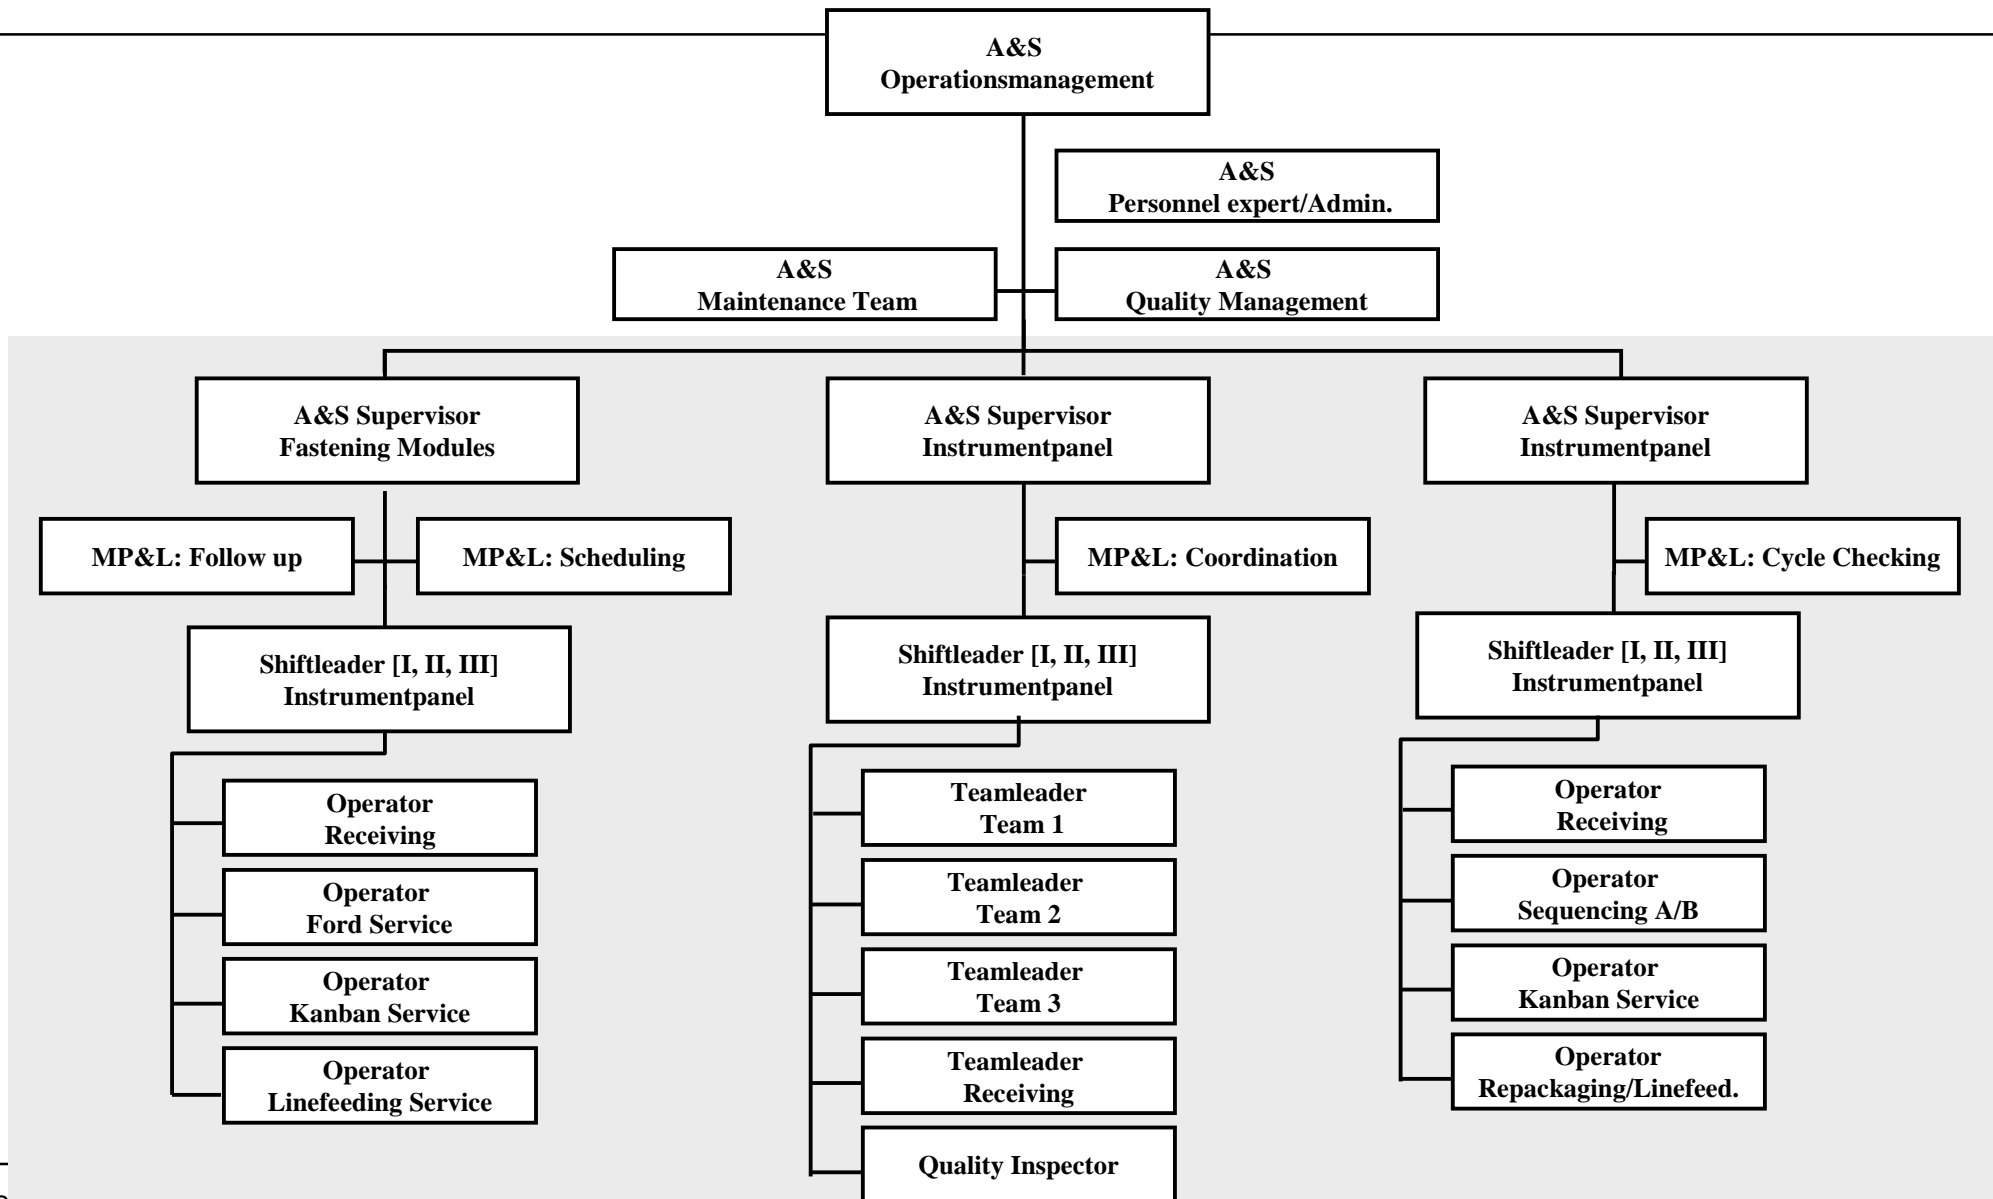 A&S
Operationsmanagement
A&S
Personnel expert/Admin.
A&S
Maintenance Team
A&S
Quality Management
A&S Supervisor
Fastening Modules
A&S Supervisor
Instrumentpanel
A&S Supervisor
Instrumentpanel
MP&L: Follow up
MP&L: Scheduling
MP&L: Coordination
MP&L: Cycle Checking
Shiftleader [I, II, III]
Instrumentpanel
Shiftleader [I, II, III]
Instrumentpanel
Shiftleader [I, II, III]
Instrumentpanel
Operator
Receiving
Operator
Ford Service
Operator
Kanban Service
Operator
Linefeeding Service
Teamleader
Team 1
Teamleader
Team 2
Teamleader
Team 3
Teamleader
Receiving
Quality Inspector
Operator
Receiving
Operator
Sequencing A/B
Operator
Kanban Service
Operator
Repackaging/Linefeed.